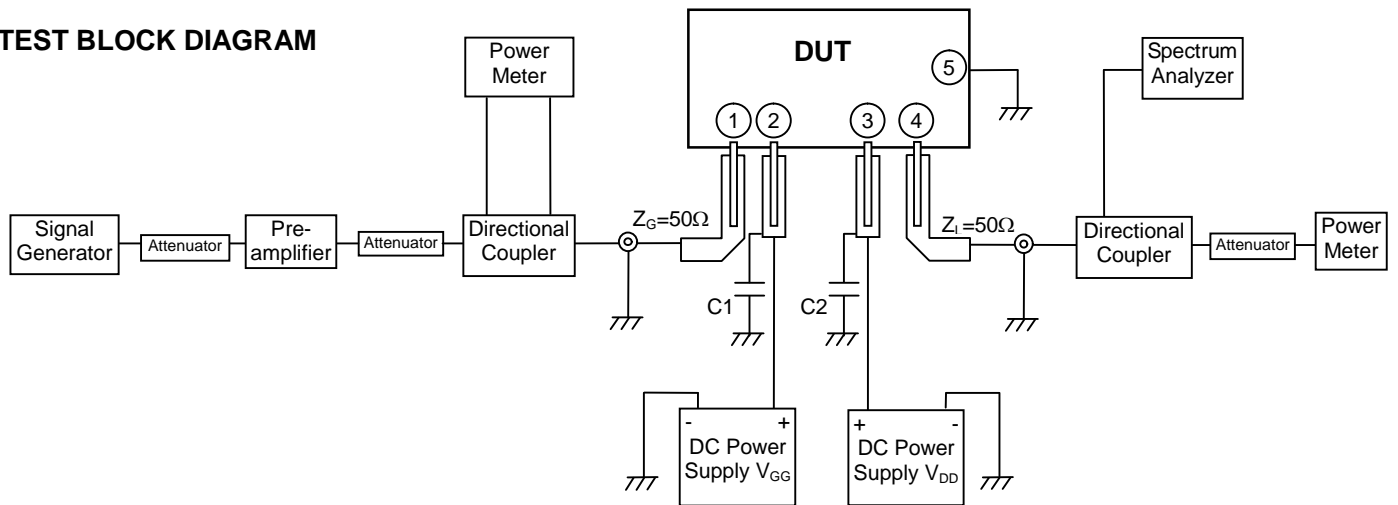 TEST BLOCK DIAGRAM
Power
Meter
DUT
5
Spectrum
Analyzer
1
2
3
4
Signal
Generator
Attenuator
Pre-
amplifier
Attenuator
Directional
Coupler
ZG=50Ω
ZL=50Ω
Directional
Coupler
Attenuator
Power
Meter
C1
C2
- +
DC Power
Supply VGG
+ -
DC Power
Supply VDD